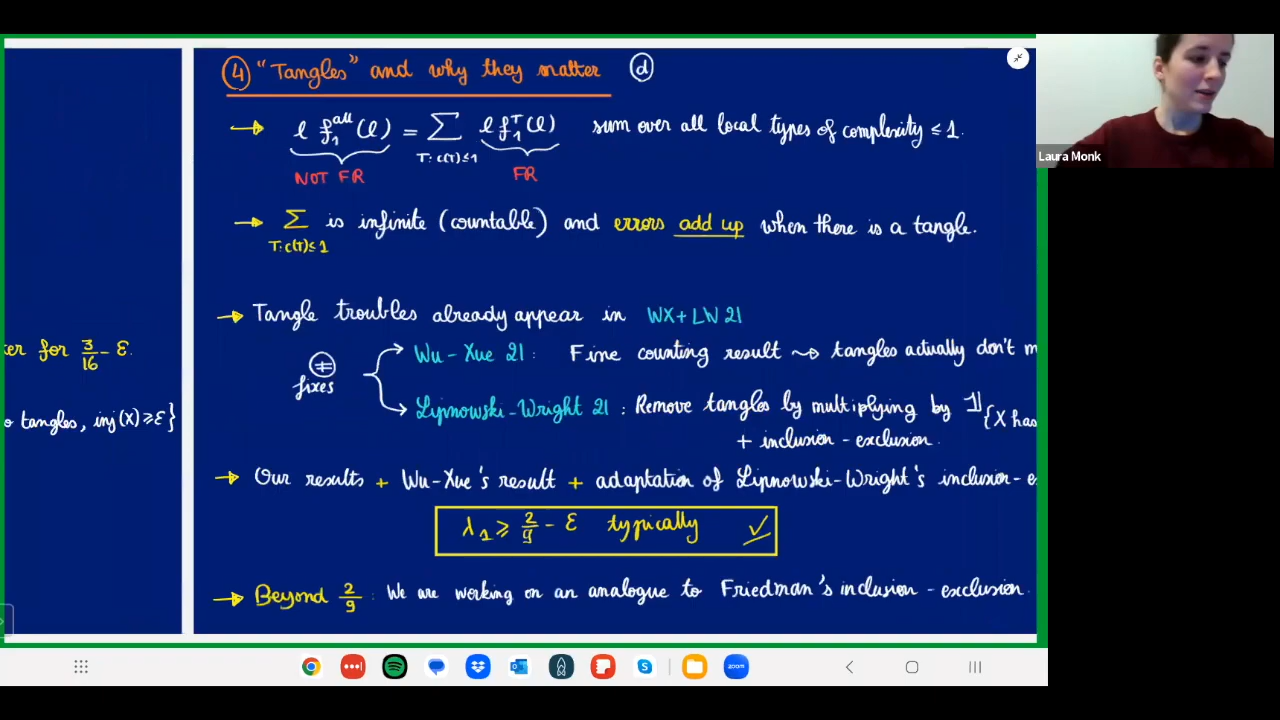 ④ "Tangles" and why they matter ⓓ
→ ℓ f₁^all(ℓ) = Σ ℓ f₁^T(ℓ) sum over all local types of complexity ≤ 1.
T: c(T) ≤ 1
NOT FR FR
→ Σ is infinite (countable) and errors add up when there is a tangle.
T: c(T) ≤ 1
→ Tangle troubles already appear in WX + LW 21
ter for 3/16 - ε.
≠ fixes
Wu - Xue 21 : Fine counting result ⇝ tangles actually don't m
o tangles, inj(X) ≥ ε}
Lipnowski - Wright 21 : Remove tangles by multiplying by 𝟙{X has
+ inclusion - exclusion.
→ Our results + Wu - Xue's result + adaptation of Lipnowski - Wright's inclusion - e
λ₁ ≥ 2/9 - ε typically ✓
→ Beyond 2/9 : We are working on an analogue to Friedman's inclusion - exclusion.
Laura Monk
zoom